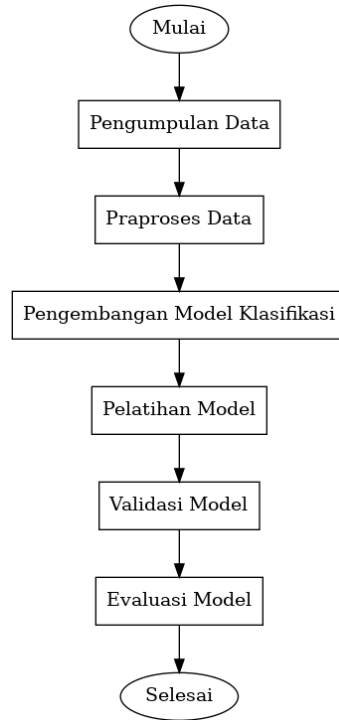 Mulai
Pengumpulan Data
Praproses Data
Pengembangan Model Klasifikasi
Pelatihan Model
Validasi Model
Evaluasi Model
Selesai